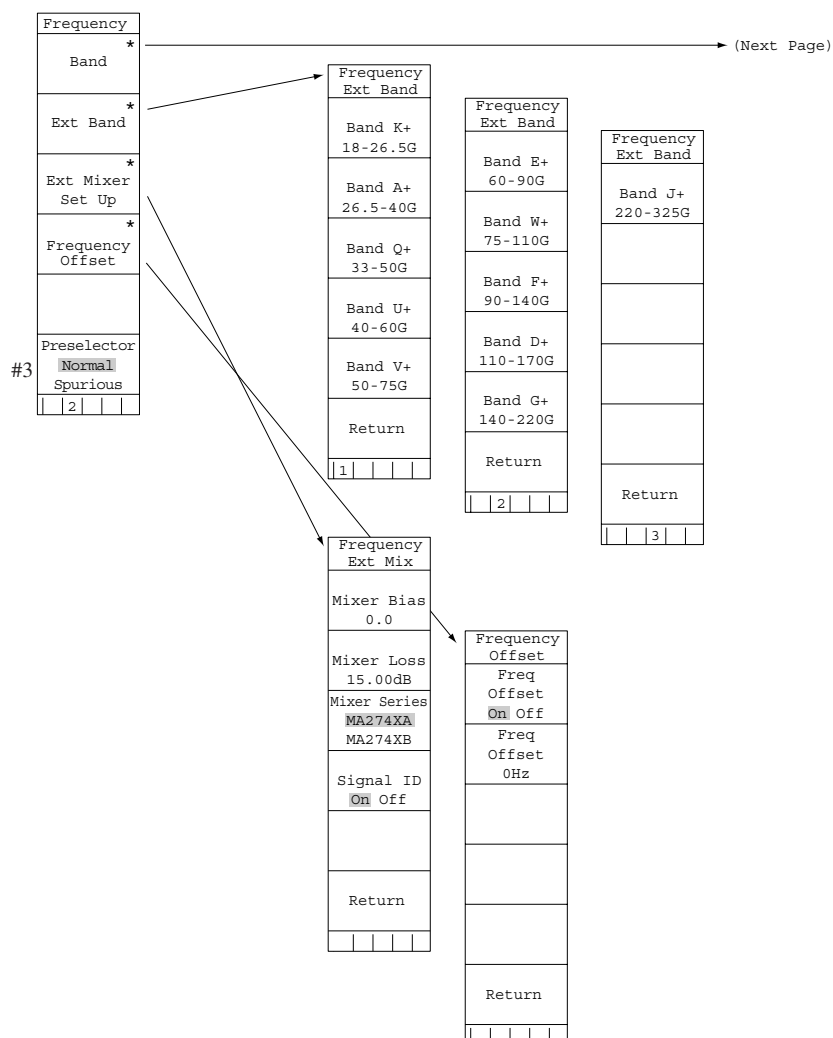 Frequency
*
Band
*
Ext Band
*
Ext Mixer
Set Up
*
Frequency
Offset
#3
Preselector
Normal
Spurious
2
(Next Page)
Frequency
Ext Band
Band K+
18-26.5G
Band A+
26.5-40G
Band Q+
33-50G
Band U+
40-60G
Band V+
50-75G
Return
1
Frequency
Ext Band
Band E+
60-90G
Band W+
75-110G
Band F+
90-140G
Band D+
110-170G
Band G+
140-220G
Return
2
Frequency
Ext Band
Band J+
220-325G
Return
3
Frequency
Ext Mix
Mixer Bias
0.0
Mixer Loss
15.00dB
Mixer Series
MA274XA
MA274XB
Signal ID
On Off
Return
Frequency
Offset
Freq
Offset
On Off
Freq
Offset
0Hz
Return